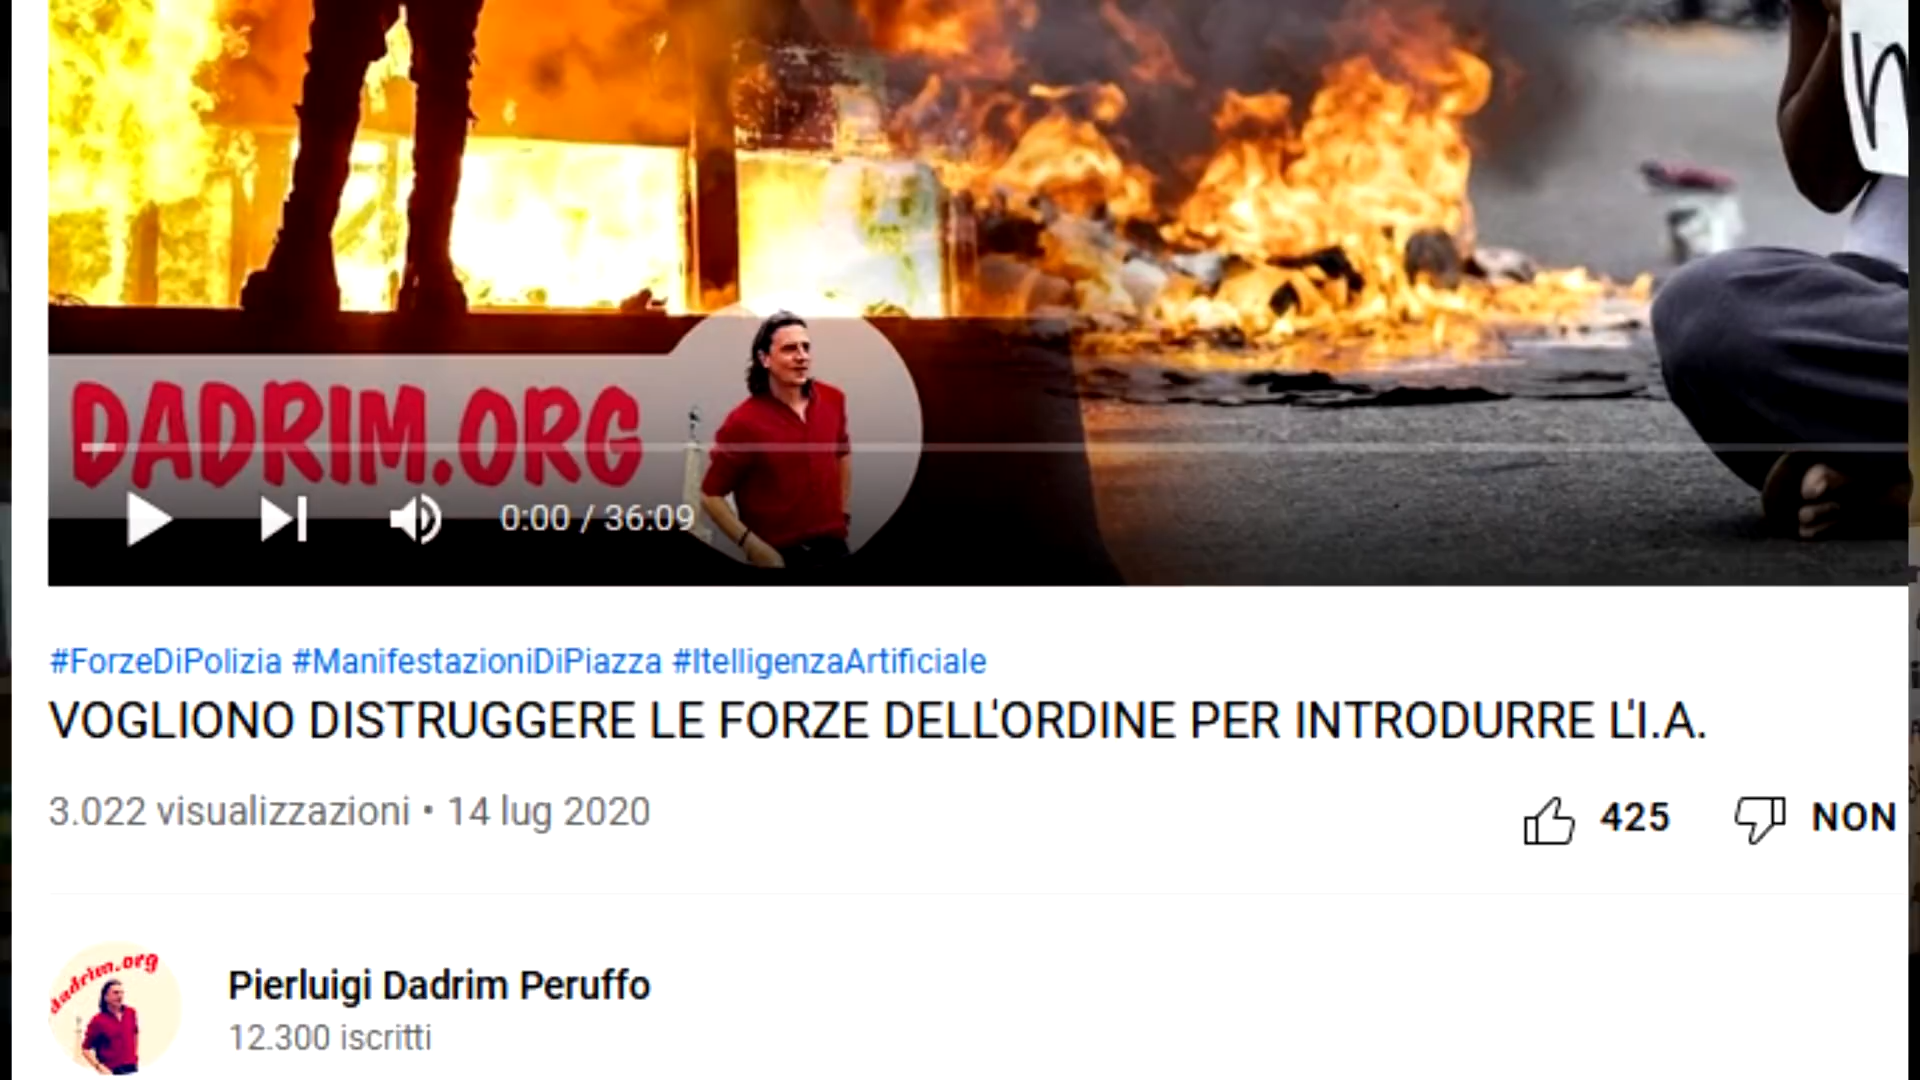 DADRIM.ORG
0:00 / 36:09
#ForzeDiPolizia #ManifestazioniDiPiazza #ItelligenzaArtificiale
VOGLIONO DISTRUGGERE LE FORZE DELL'ORDINE PER INTRODURRE L'I.A.
3.022 visualizzazioni • 14 lug 2020
425 NON
dadrim.org
Pierluigi Dadrim Peruffo
12.300 iscritti